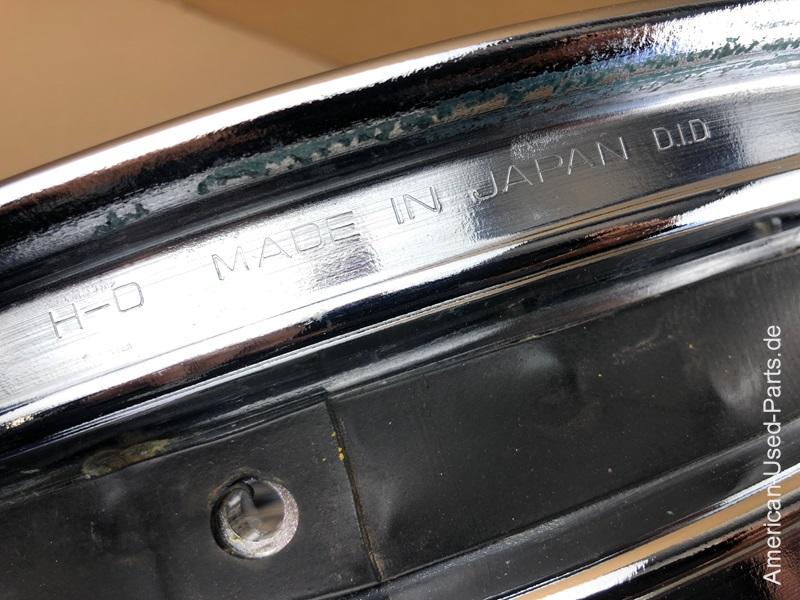 H-D MADE IN JAPAN D.I.D
American-Used-Parts.de